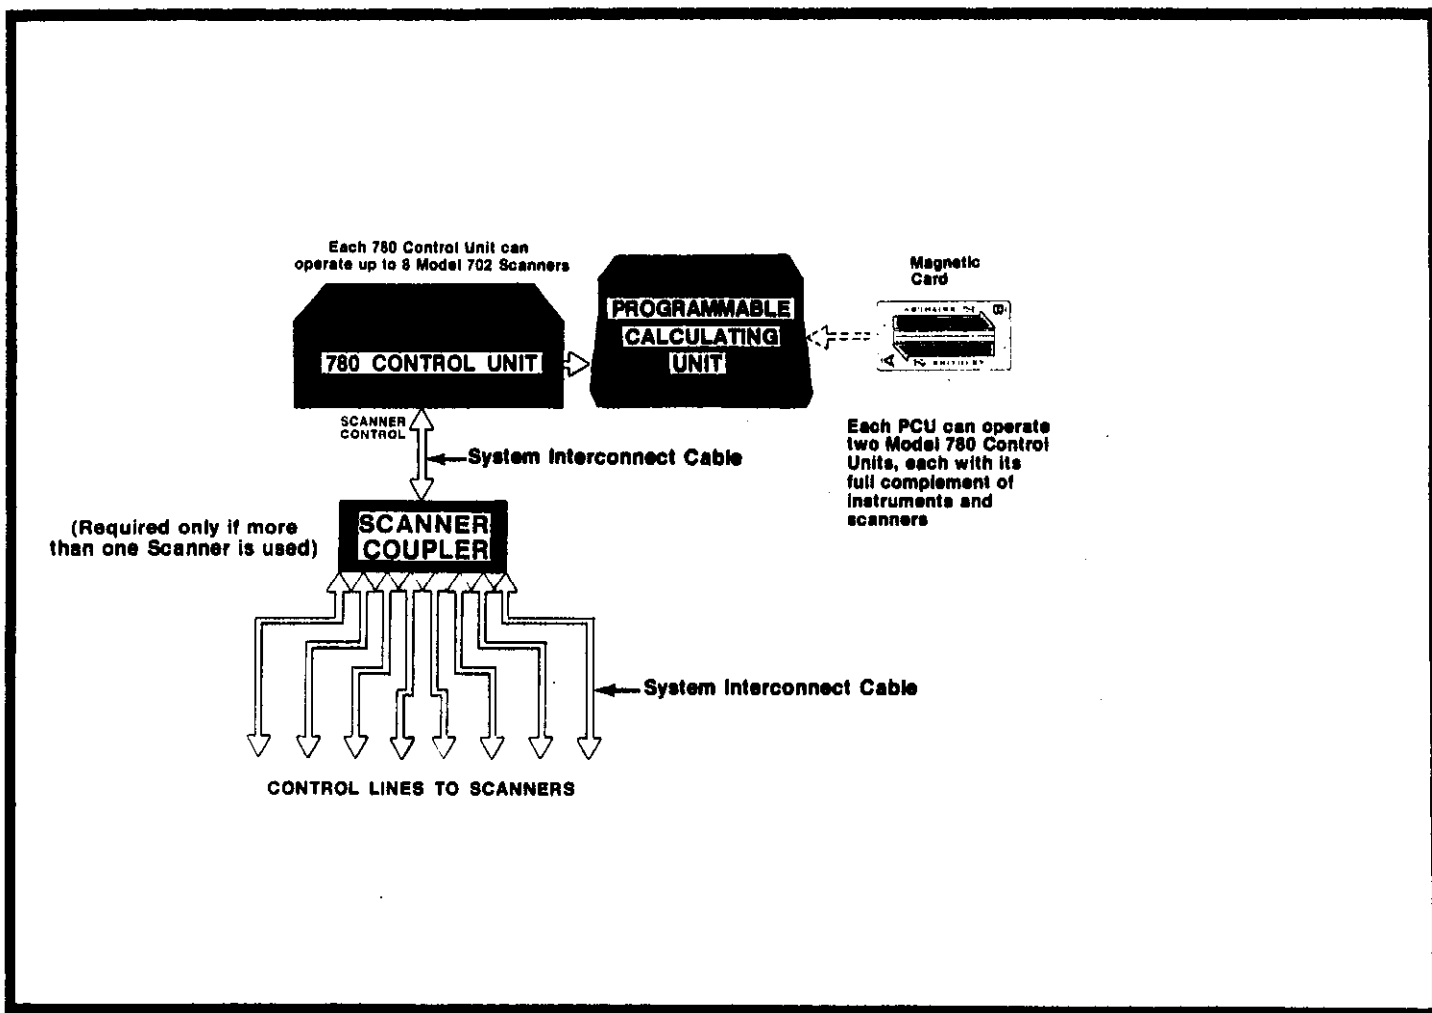 Each 780 Control Unit can
operate up to 8 Model 702 Scanners
780 CONTROL UNIT
PROGRAMMABLE
CALCULATING
UNIT
Magnetic
Card
B
A
2
SCANNER
CONTROL
System Interconnect Cable
Each PCU can operate
two Model 780 Control
Units, each with its
full complement of
instruments and
scanners
(Required only if more
than one Scanner is used)
SCANNER
COUPLER
System Interconnect Cable
CONTROL LINES TO SCANNERS